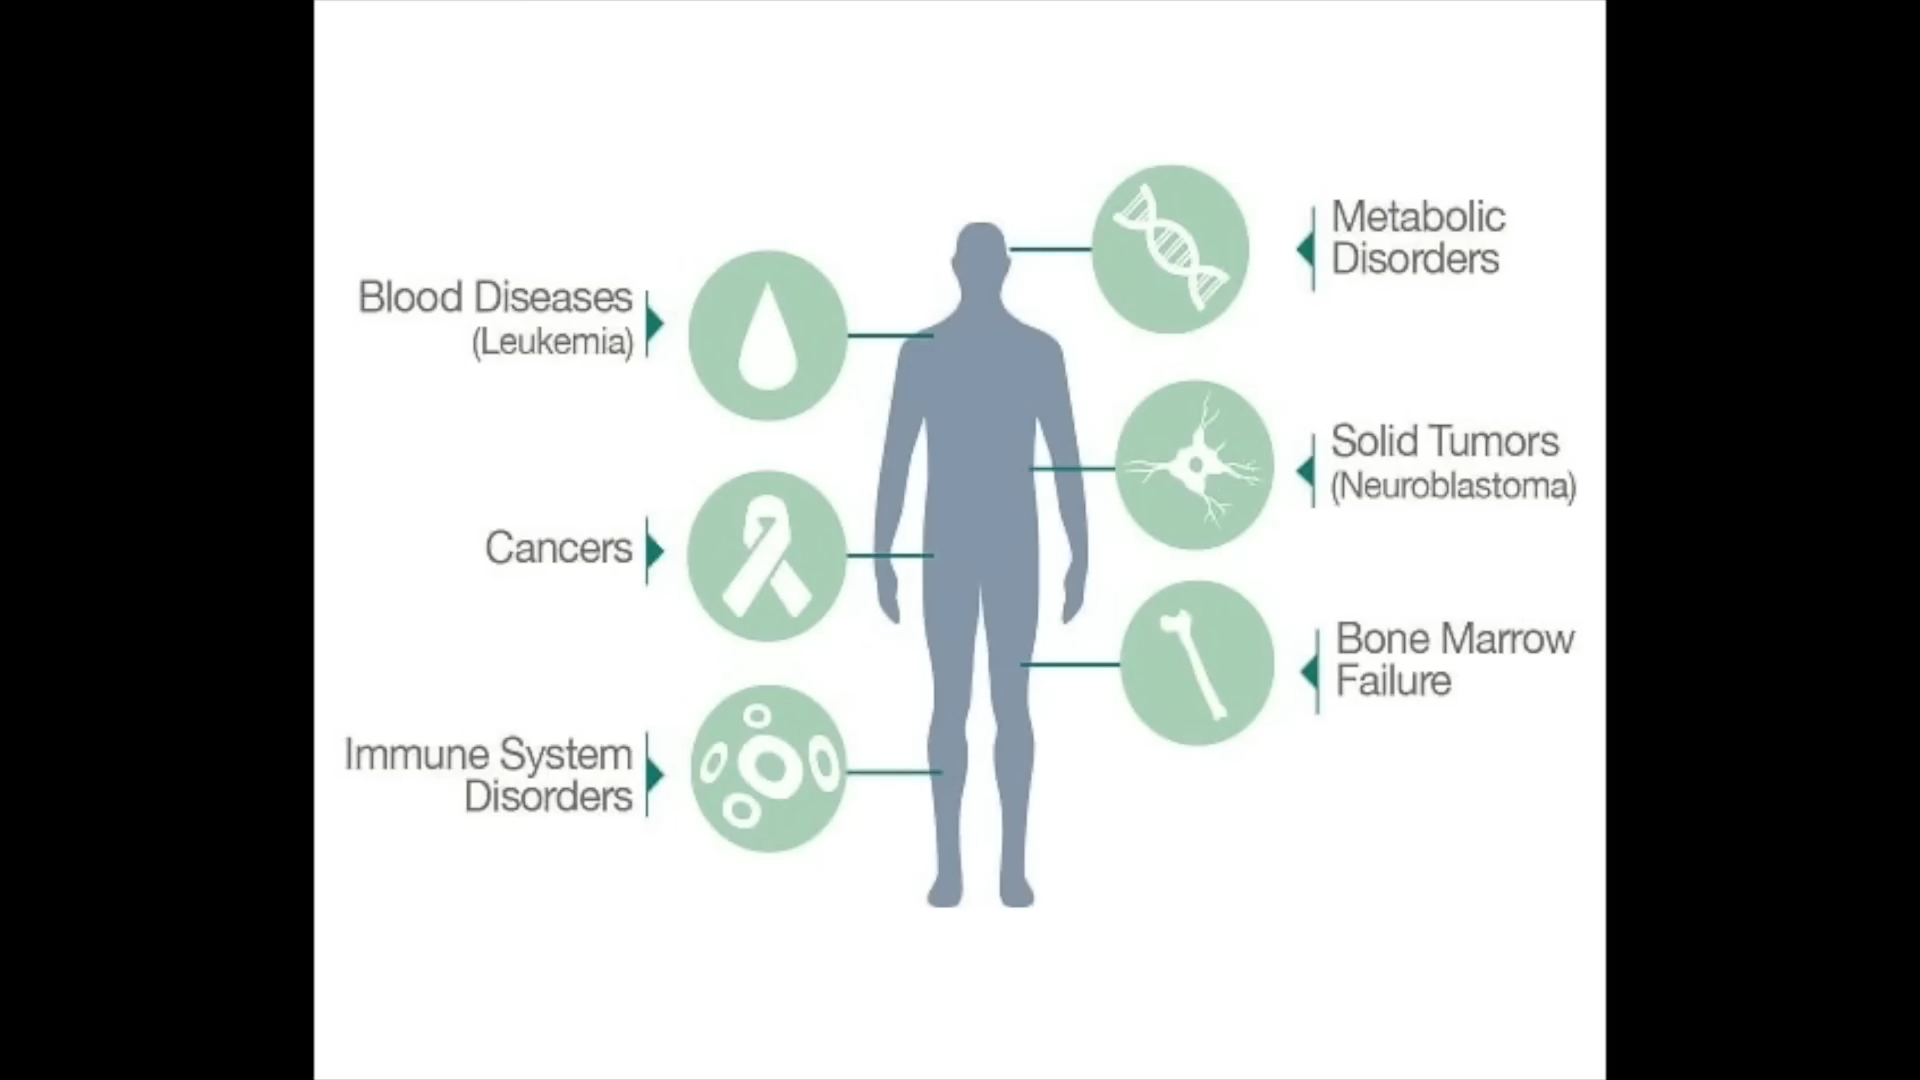 Blood Diseases
(Leukemia)
Cancers
Immune System
Disorders
Metabolic
Disorders
Solid Tumors
(Neuroblastoma)
Bone Marrow
Failure